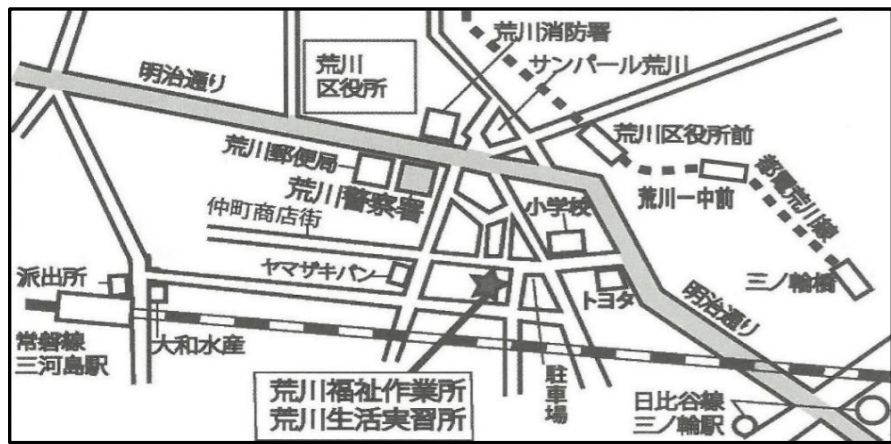 荒川消防署
サンパール荒川
荒川
区役所
明治通り
荒川区役所前
荒川郵便局
荒川警察署
荒川一中前
都電荒川線
小学校
仲町商店街
ヤマザキパン
三ノ輪橋
派出所
トヨタ
明治通り
常磐線
三河島駅
大和水産
駐車場
荒川福祉作業所
荒川生活実習所
日比谷線
三ノ輪駅